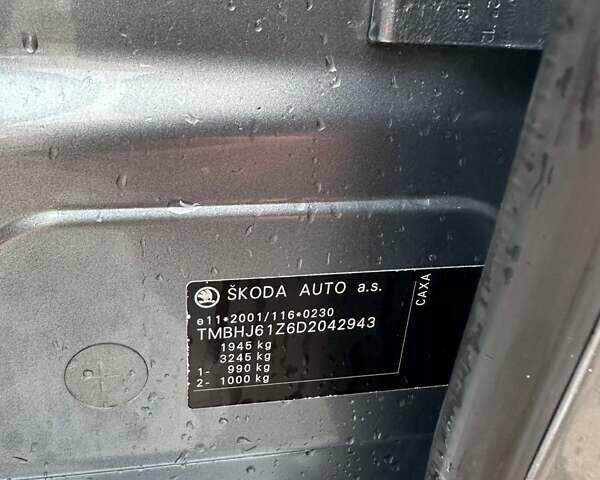 ŠKODA AUTO a.s.
e11*2001/116*0230
TMBHJ61Z6D2042943
1945 kg
3245 kg
1- 990 kg
2- 1000 kg
CAXA